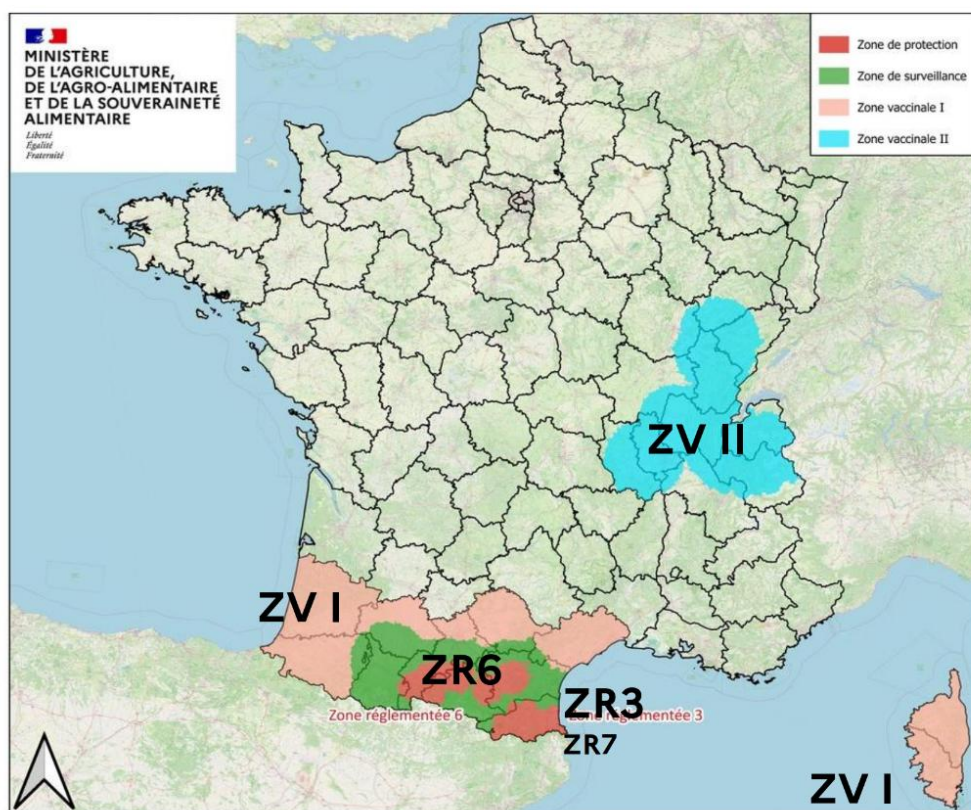 MINISTÈRE
DE L'AGRICULTURE,
DE L'AGRO-ALIMENTAIRE
ET DE LA SOUVERAINETÉ
ALIMENTAIRE
Liberté
Égalité
Fraternité
Zone de protection
Zone de surveillance
Zone vaccinale I
Zone vaccinale II
ZV II
ZV I
ZR6
ZR3
Zone réglementée 6
Zone réglementée 3
ZR7
ZV I